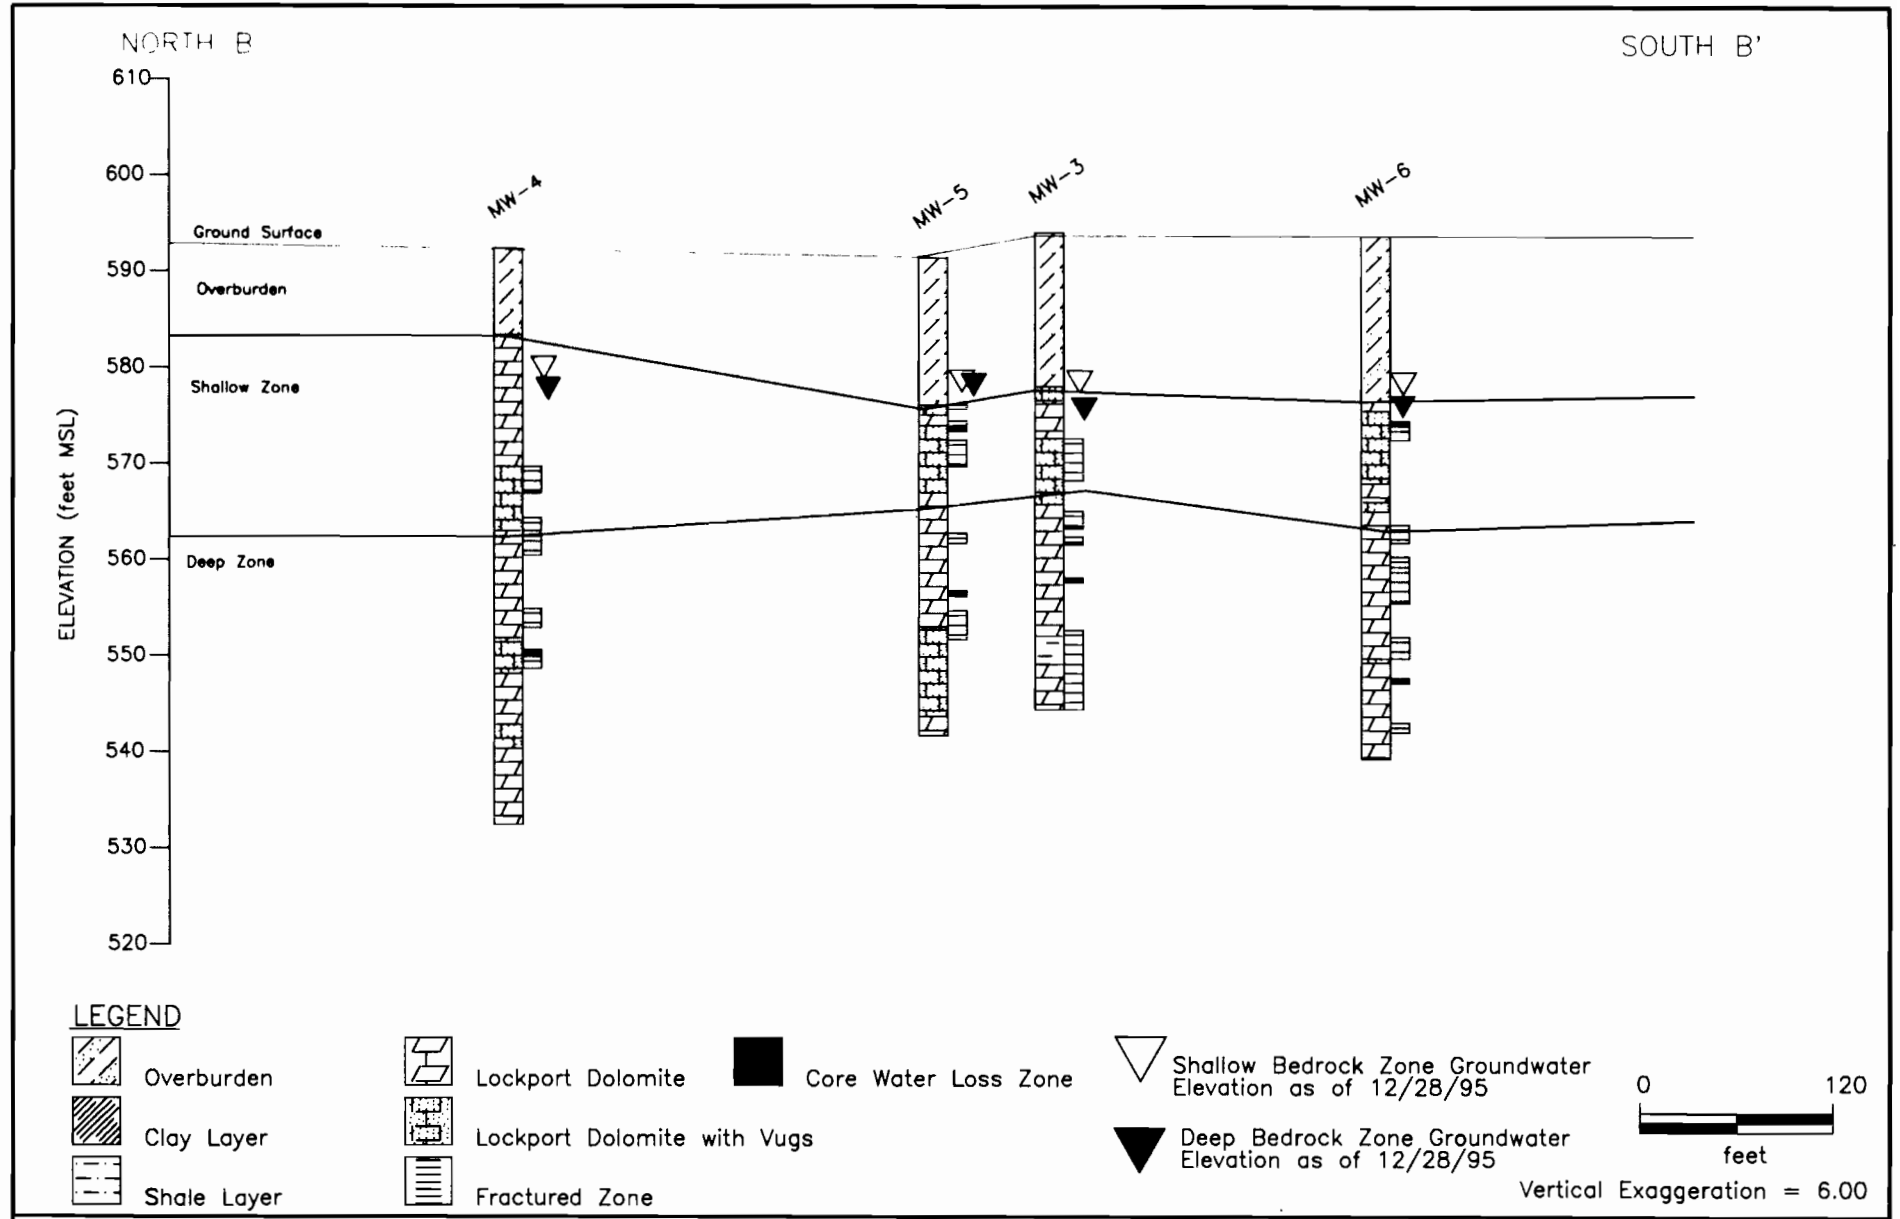 NORTH B
SOUTH B'
610
600
590
580
570
560
550
540
530
520
ELEVATION (feet MSL)
MW-4
MW-5
MW-3
MW-6
Ground Surface
Overburden
Shallow Zone
Deep Zone
LEGEND
Overburden
Clay Layer
Shale Layer
Lockport Dolomite
Lockport Dolomite with Vugs
Fractured Zone
Core Water Loss Zone
Shallow Bedrock Zone Groundwater
Elevation as of 12/28/95
Deep Bedrock Zone Groundwater
Elevation as of 12/28/95
0 120
feet
Vertical Exaggeration = 6.00